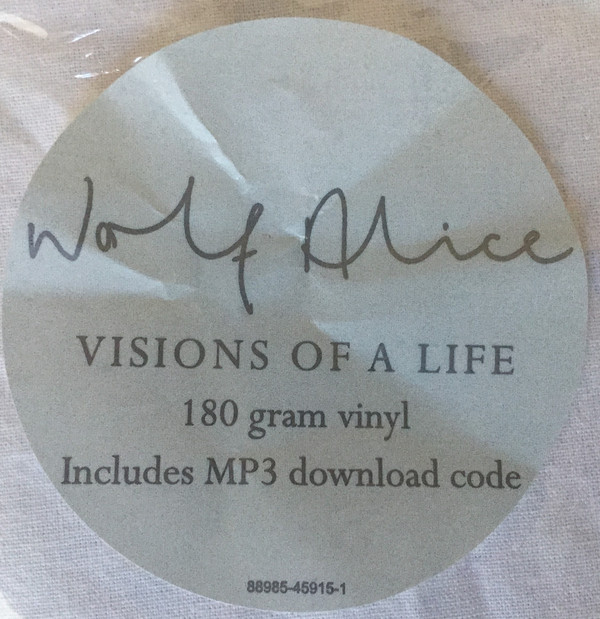 Wolf Alice
VISIONS OF A LIFE
180 gram vinyl
Includes MP3 download code
88985-45915-1